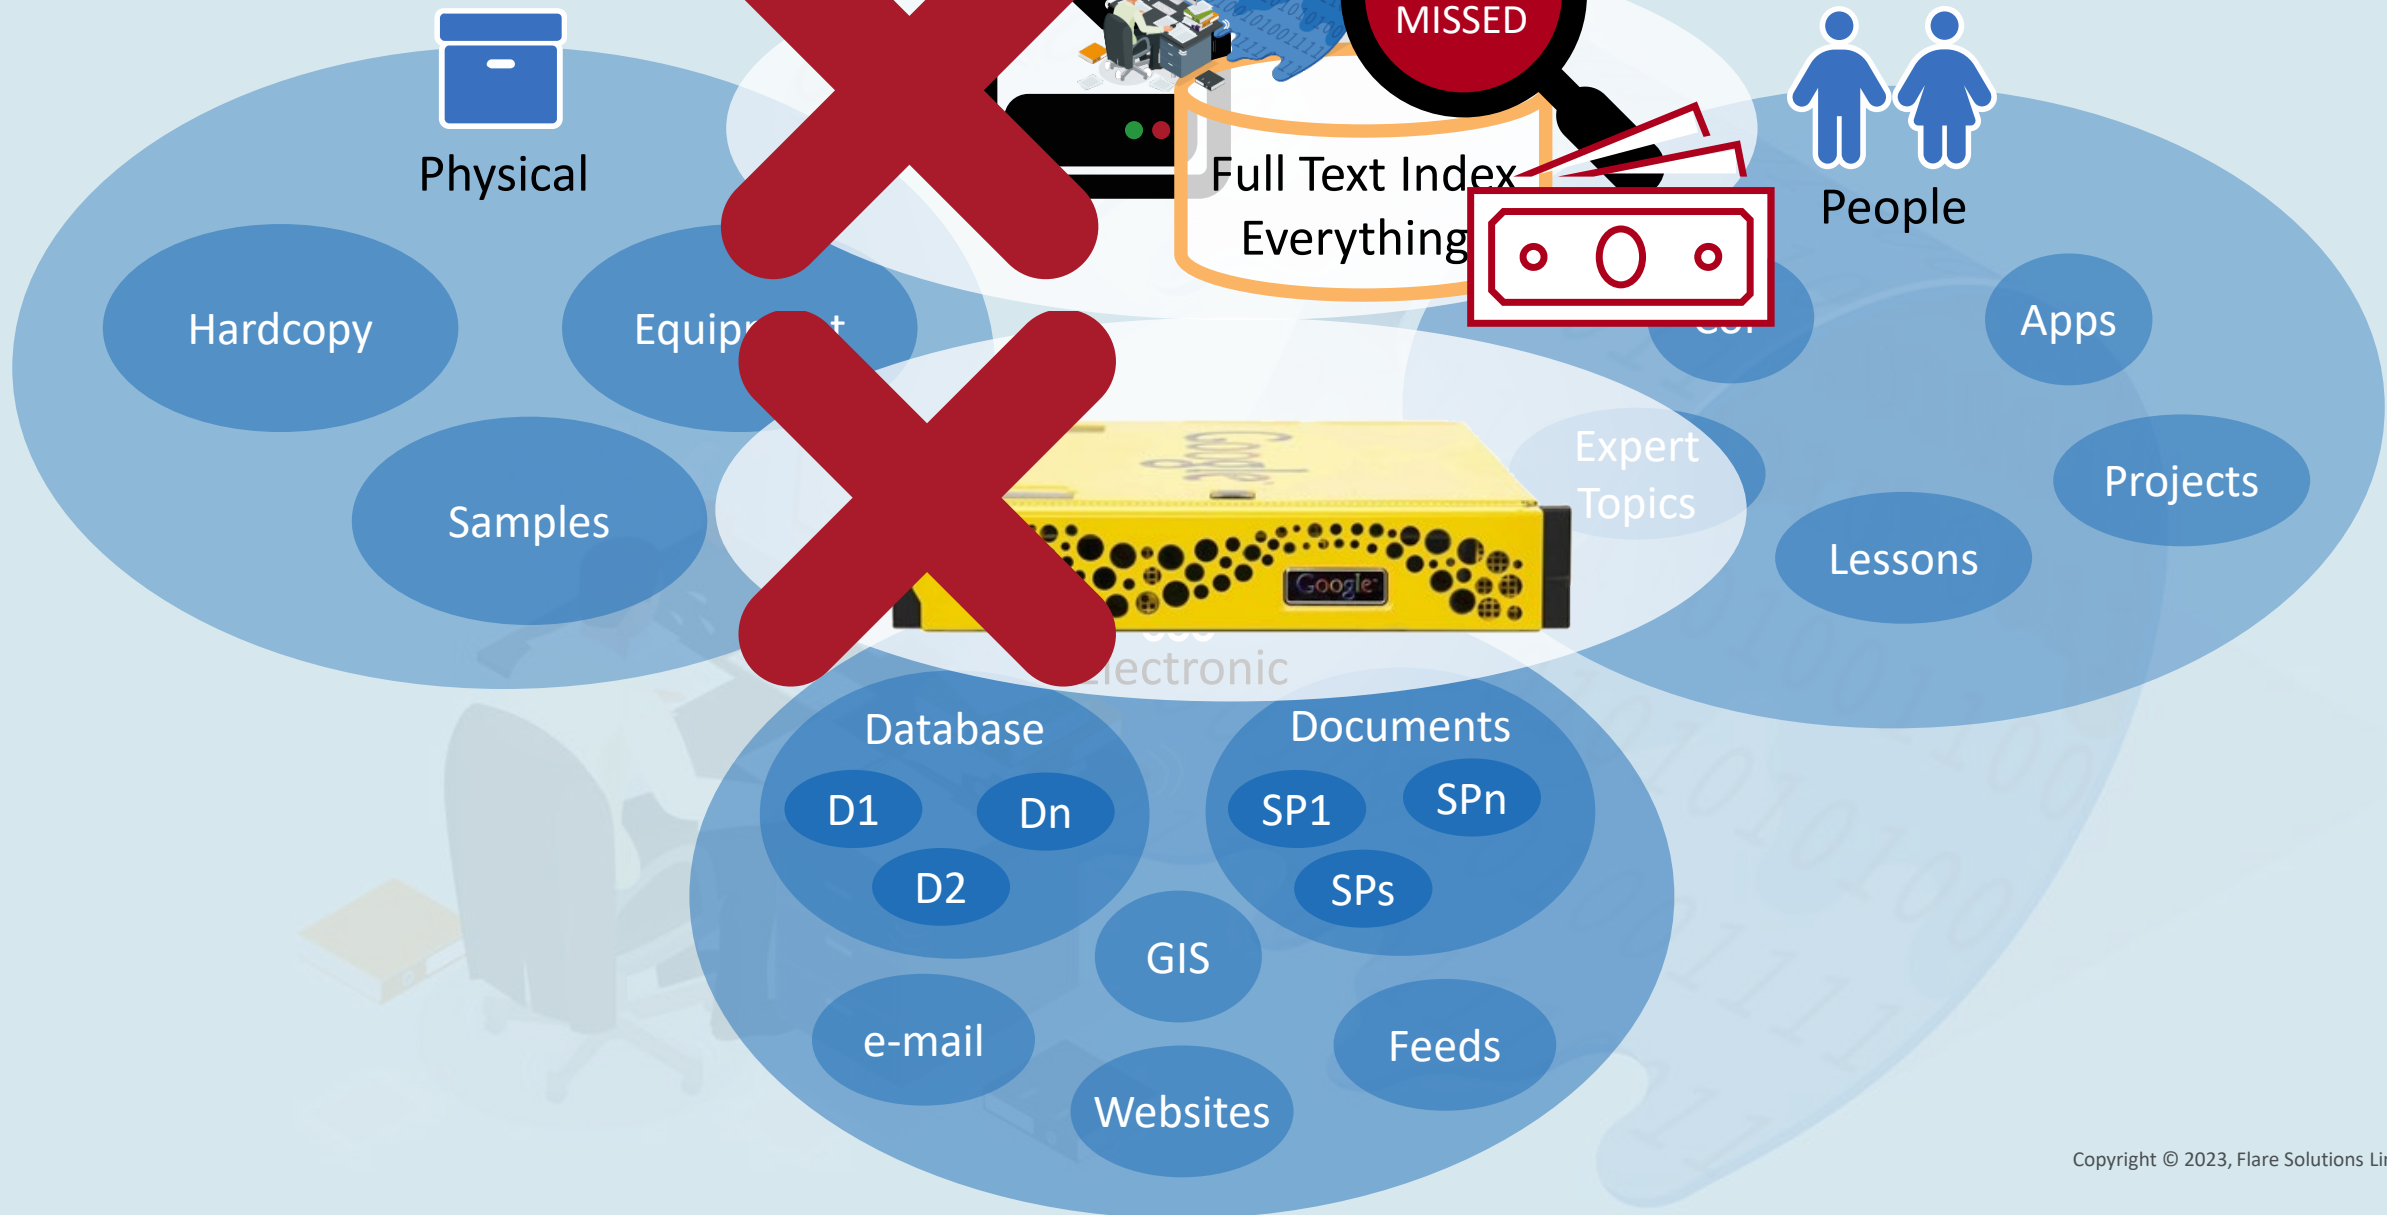 MISSED
Physical
Full Text Index
Everything
People
Hardcopy
Apps
Expert
Topics
Projects
Samples
Google
Google
Lessons
Database
Documents
D1
Dn
SP1
SPn
D2
SPs
GIS
e-mail
Feeds
Websites
Copyright © 2023, Flare Solutions